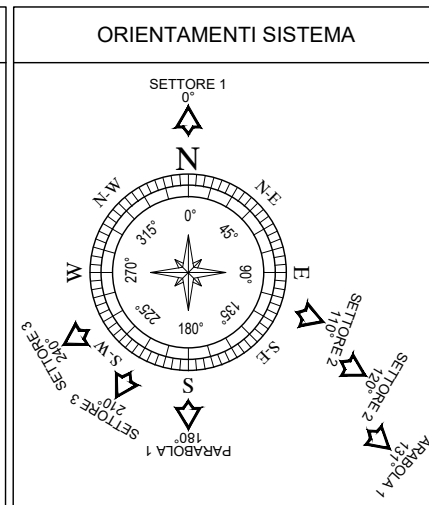 ORIENTAMENTI SISTEMA
SETTORE 1
0°
N
N-W
N-E
0°
315°
45°
W
270°
90°
E
225°
135°
180°
S-W
S-E
S
SETTORE 2
110°
SETTORE 2
120°
SETTORE 3
240°
SETTORE 3
210°
180°
PARABOLA 1
131°
ARABOLA 1